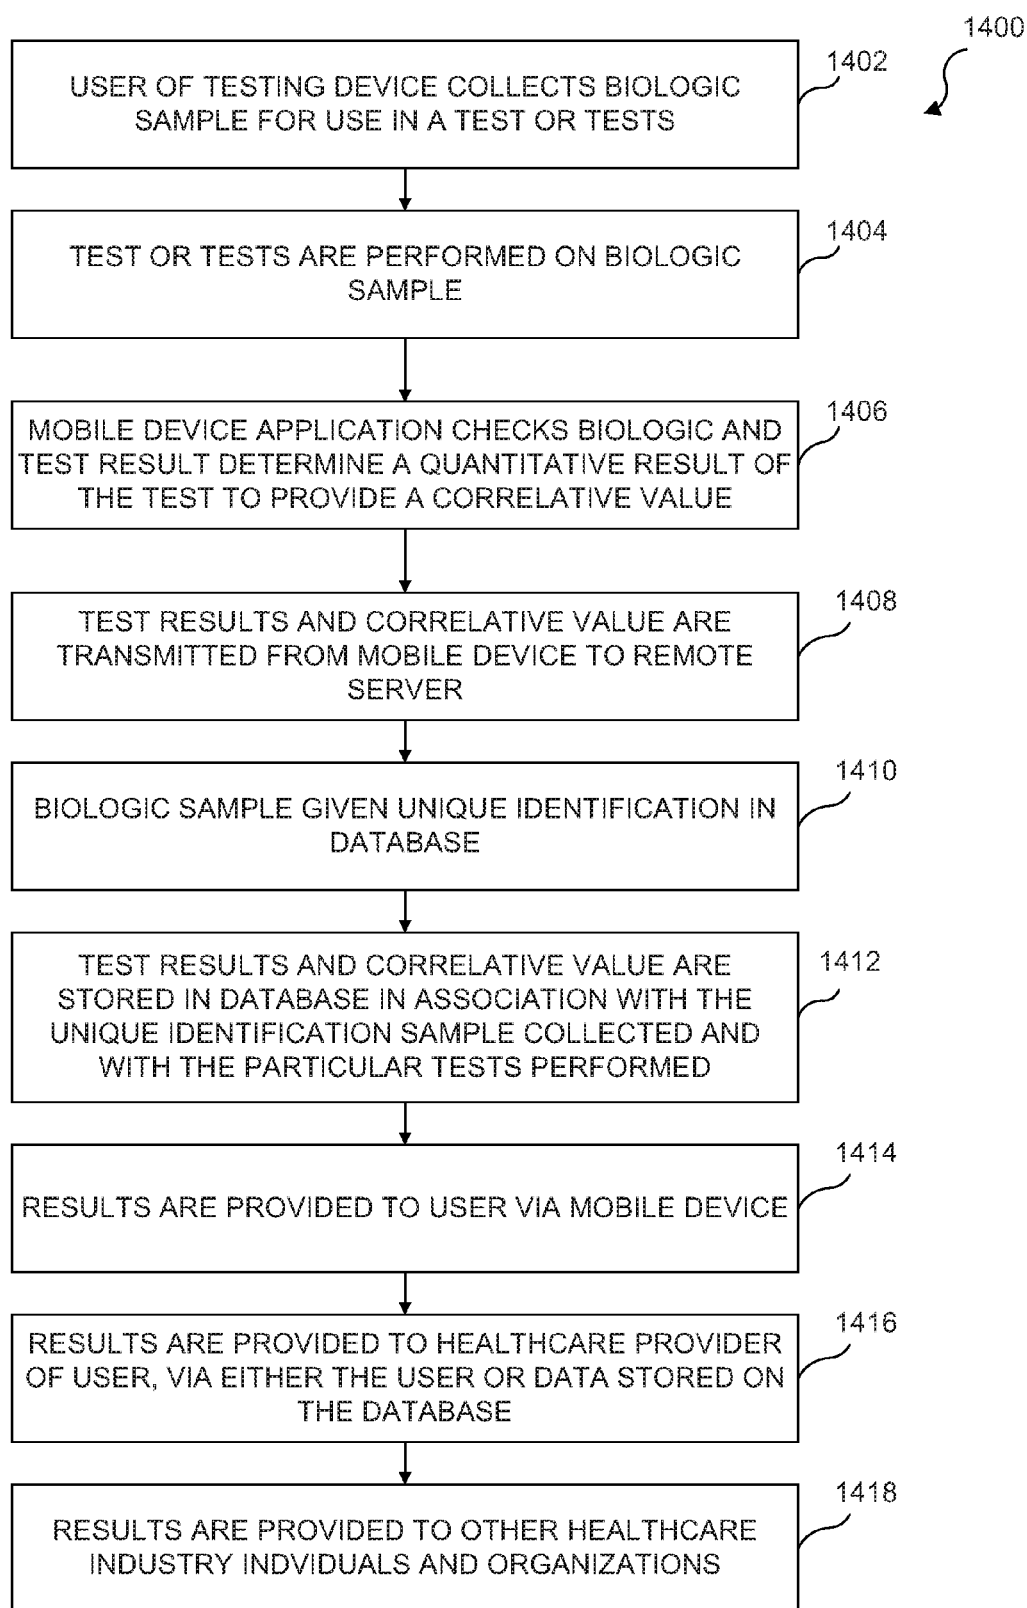 1400
1402
USER OF TESTING DEVICE COLLECTS BIOLOGIC
SAMPLE FOR USE IN A TEST OR TESTS
1404
TEST OR TESTS ARE PERFORMED ON BIOLOGIC
SAMPLE
1406
MOBILE DEVICE APPLICATION CHECKS BIOLOGIC AND
TEST RESULT DETERMINE A QUANTITATIVE RESULT OF
THE TEST TO PROVIDE A CORRELATIVE VALUE
1408
TEST RESULTS AND CORRELATIVE VALUE ARE
TRANSMITTED FROM MOBILE DEVICE TO REMOTE
SERVER
1410
BIOLOGIC SAMPLE GIVEN UNIQUE IDENTIFICATION IN
DATABASE
1412
TEST RESULTS AND CORRELATIVE VALUE ARE
STORED IN DATABASE IN ASSOCIATION WITH THE
UNIQUE IDENTIFICATION SAMPLE COLLECTED AND
WITH THE PARTICULAR TESTS PERFORMED
1414
RESULTS ARE PROVIDED TO USER VIA MOBILE DEVICE
1416
RESULTS ARE PROVIDED TO HEALTHCARE PROVIDER
OF USER, VIA EITHER THE USER OR DATA STORED ON
THE DATABASE
1418
RESULTS ARE PROVIDED TO OTHER HEALTHCARE
INDUSTRY INDVIDUALS AND ORGANIZATIONS